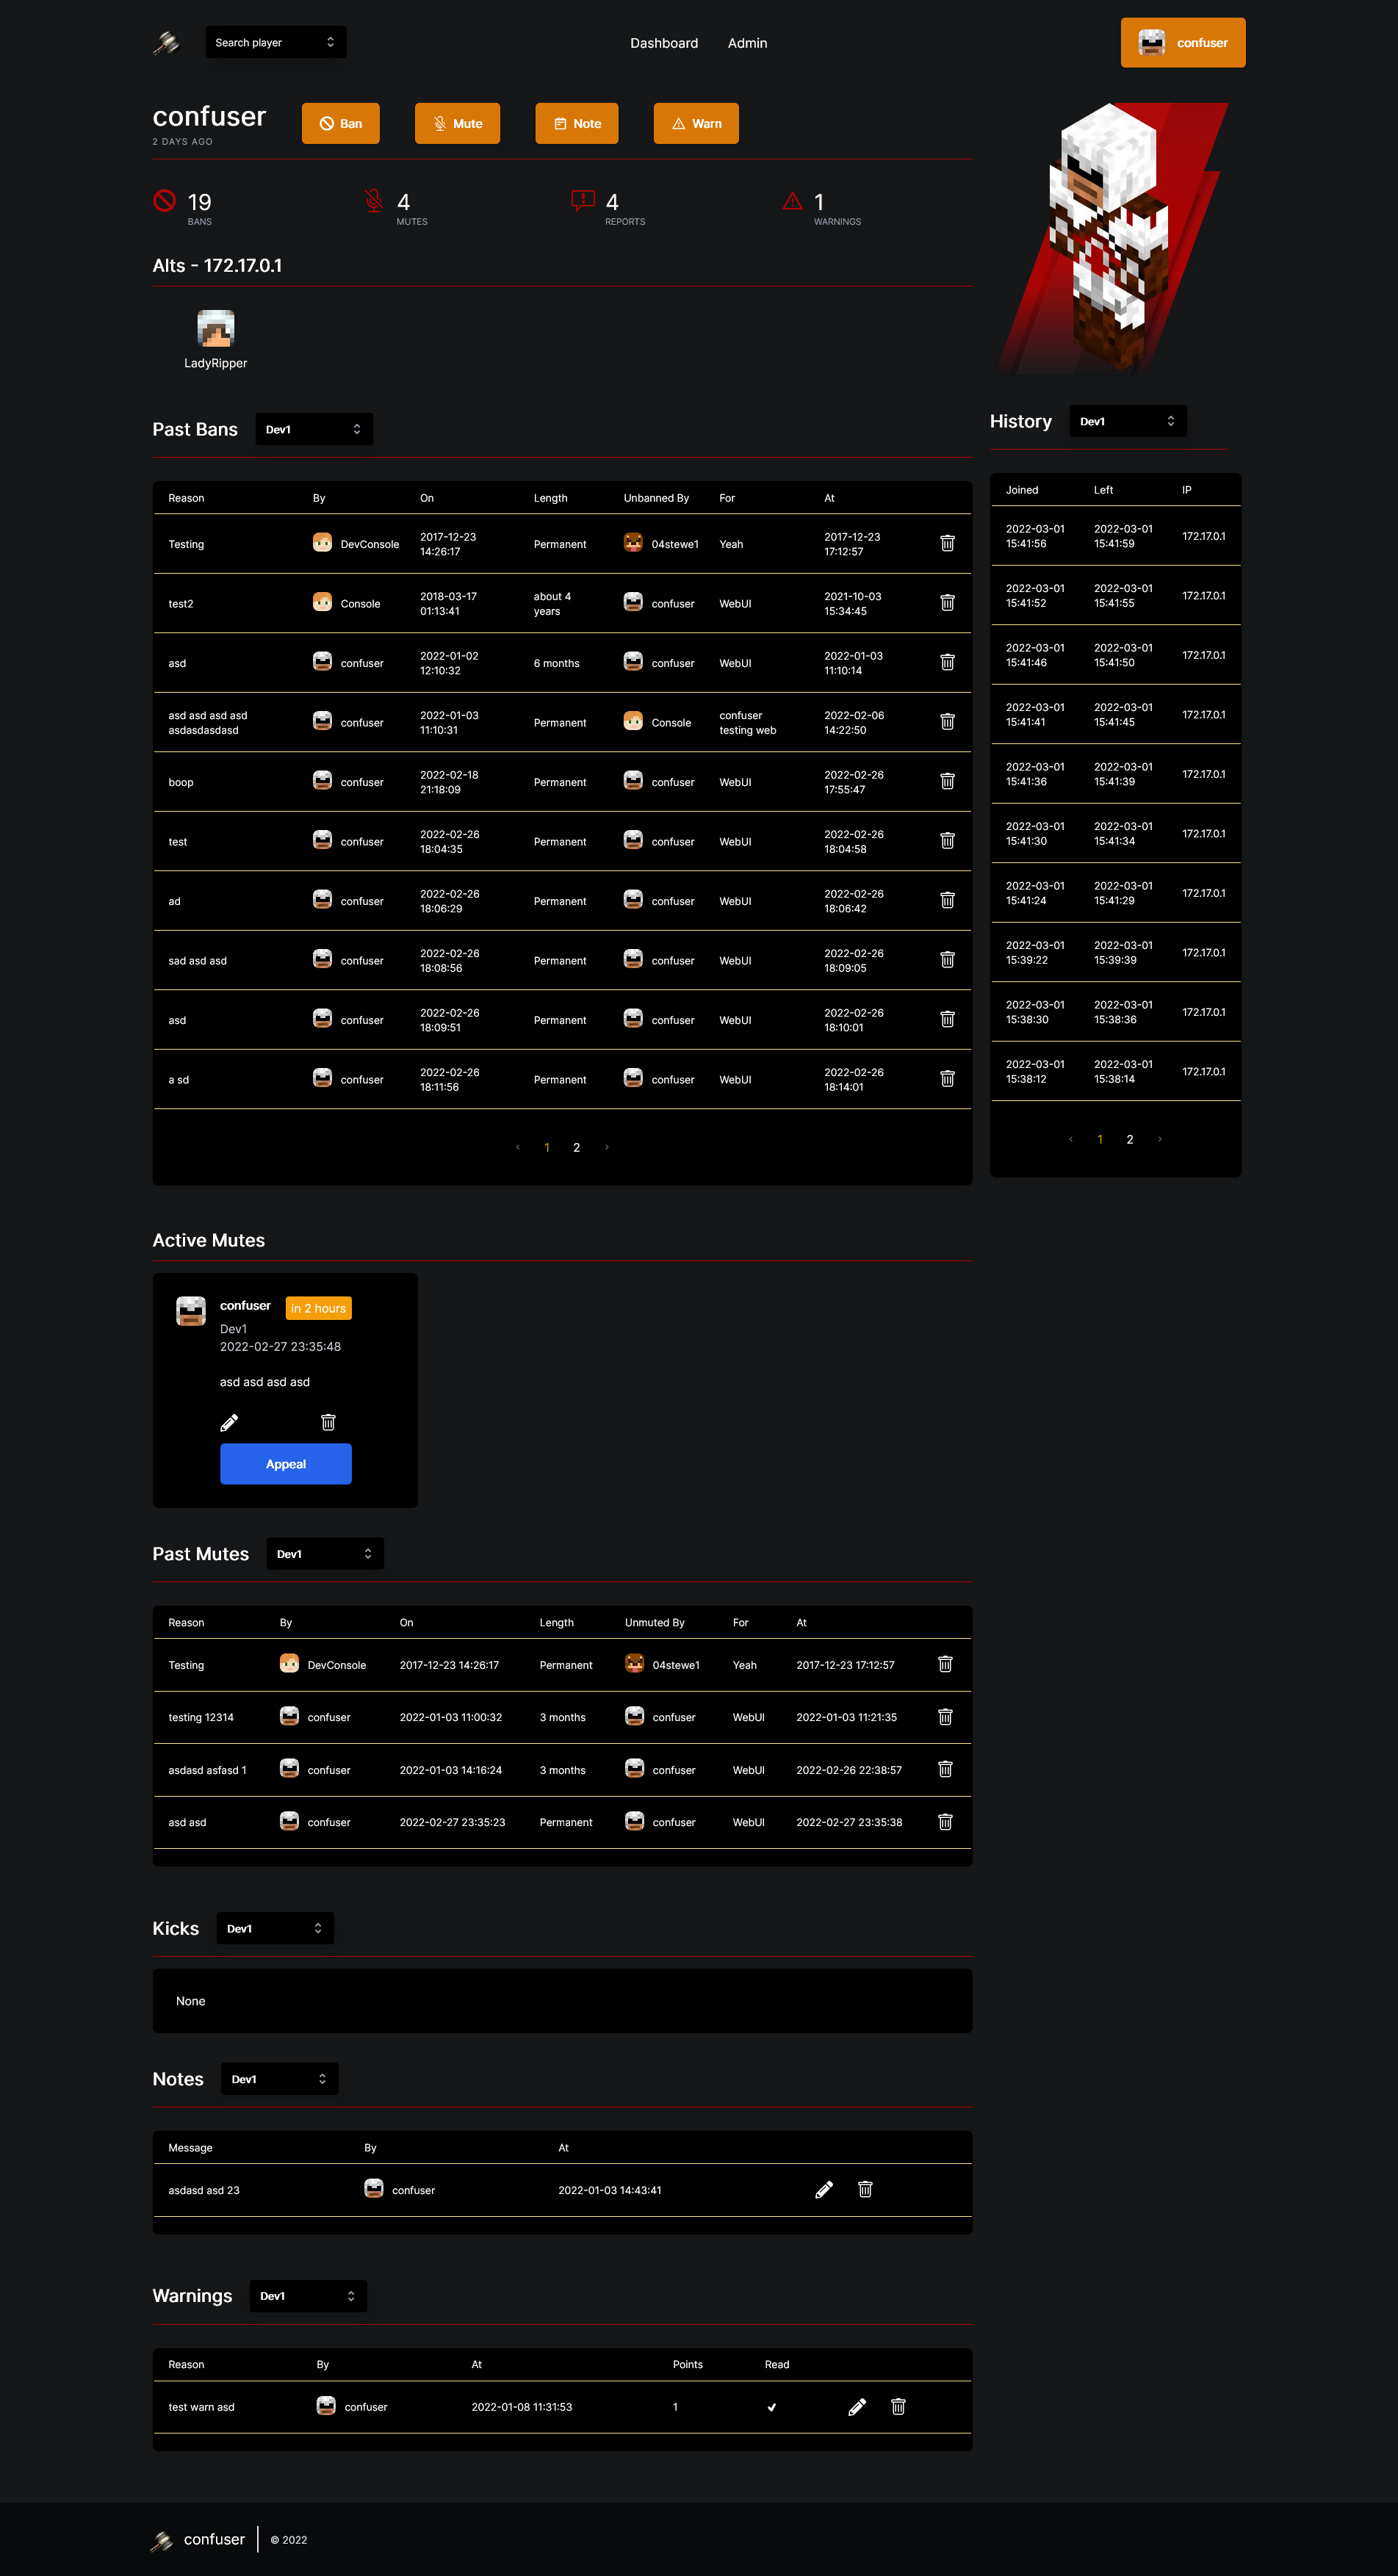 Search player
Dashboard Admin
confuser
confuser
2 DAYS AGO
Ban Mute Note Warn
19 BANS
4 MUTES
4 REPORTS
1 WARNINGS
Alts - 172.17.0.1
LadyRipper
Past Bans Dev1
Reason By On Length Unbanned By For At
Testing DevConsole 2017-12-23 14:26:17 Permanent 04stewe1 Yeah 2017-12-23 17:12:57
test2 Console 2018-03-17 01:13:41 about 4 years confuser WebUI 2021-10-03 15:34:45
asd confuser 2022-01-02 12:10:32 6 months confuser WebUI 2022-01-03 11:10:14
asd asd asd asd asdasdasdasd confuser 2022-01-03 11:10:31 Permanent Console confuser testing web 2022-02-06 14:22:50
boop confuser 2022-02-18 21:18:09 Permanent confuser WebUI 2022-02-26 17:55:47
test confuser 2022-02-26 18:04:35 Permanent confuser WebUI 2022-02-26 18:04:58
ad confuser 2022-02-26 18:06:29 Permanent confuser WebUI 2022-02-26 18:06:42
sad asd asd confuser 2022-02-26 18:08:56 Permanent confuser WebUI 2022-02-26 18:09:05
asd confuser 2022-02-26 18:09:51 Permanent confuser WebUI 2022-02-26 18:10:01
a sd confuser 2022-02-26 18:11:56 Permanent confuser WebUI 2022-02-26 18:14:01
‹ 1 2 ›
History Dev1
Joined Left IP
2022-03-01 15:41:56 2022-03-01 15:41:59 172.17.0.1
2022-03-01 15:41:52 2022-03-01 15:41:55 172.17.0.1
2022-03-01 15:41:46 2022-03-01 15:41:50 172.17.0.1
2022-03-01 15:41:41 2022-03-01 15:41:45 172.17.0.1
2022-03-01 15:41:36 2022-03-01 15:41:39 172.17.0.1
2022-03-01 15:41:30 2022-03-01 15:41:34 172.17.0.1
2022-03-01 15:41:24 2022-03-01 15:41:29 172.17.0.1
2022-03-01 15:39:22 2022-03-01 15:39:39 172.17.0.1
2022-03-01 15:38:30 2022-03-01 15:38:36 172.17.0.1
2022-03-01 15:38:12 2022-03-01 15:38:14 172.17.0.1
‹ 1 2 ›
Active Mutes
confuser in 2 hours
Dev1
2022-02-27 23:35:48
asd asd asd asd
Appeal
Past Mutes Dev1
Reason By On Length Unmuted By For At
Testing DevConsole 2017-12-23 14:26:17 Permanent 04stewe1 Yeah 2017-12-23 17:12:57
testing 12314 confuser 2022-01-03 11:00:32 3 months confuser WebUI 2022-01-03 11:21:35
asdasd asfasd 1 confuser 2022-01-03 14:16:24 3 months confuser WebUI 2022-02-26 22:38:57
asd asd confuser 2022-02-27 23:35:23 Permanent confuser WebUI 2022-02-27 23:35:38
Kicks Dev1
None
Notes Dev1
Message By At
asdasd asd 23 confuser 2022-01-03 14:43:41
Warnings Dev1
Reason By At Points Read
test warn asd confuser 2022-01-08 11:31:53 1 ✓
confuser © 2022